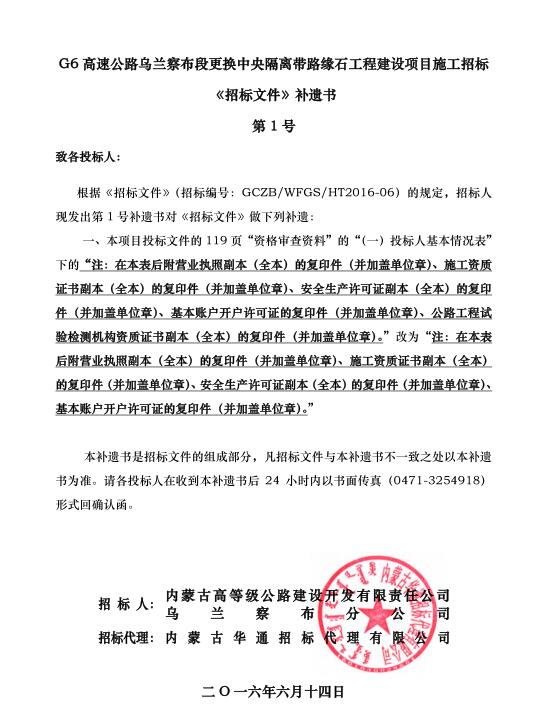 G6 高速公路乌兰察布段更换中央隔离带路缘石工程建设项目施工招标
《招标文件》补遗书
第 1 号
致各投标人：
根据《招标文件》（招标编号：GCZB/WFGS/HT2016-06）的规定，招标人
现发出第 1 号补遗书对《招标文件》做下列补遗：
一、本项目投标文件的 119 页“资格审查资料”的“（一）投标人基本情况表”
下的“注：在本表后附营业执照副本（全本）的复印件（并加盖单位章）、施工资质
证书副本（全本）的复印件（并加盖单位章）、安全生产许可证副本（全本）的复印
件（并加盖单位章）、基本账户开户许可证的复印件（并加盖单位章）、公路工程试
验检测机构资质证书副本（全本）的复印件（并加盖单位章）。”改为“注：在本表
后附营业执照副本（全本）的复印件（并加盖单位章）、施工资质证书副本（全本）
的复印件（并加盖单位章）、安全生产许可证副本（全本）的复印件（并加盖单位章）、
基本账户开户许可证的复印件（并加盖单位章）。”
本补遗书是招标文件的组成部分，凡招标文件与本补遗书不一致之处以本补遗
书为准。请各投标人在收到本补遗书后 24 小时内以书面传真（0471-3254918）
形式回确认函。
招 标 人：内蒙古高等级公路建设开发有限责任公司
乌兰察布分公司
招标代理：内蒙古华通招标代理有限公司
二〇一六年六月十四日